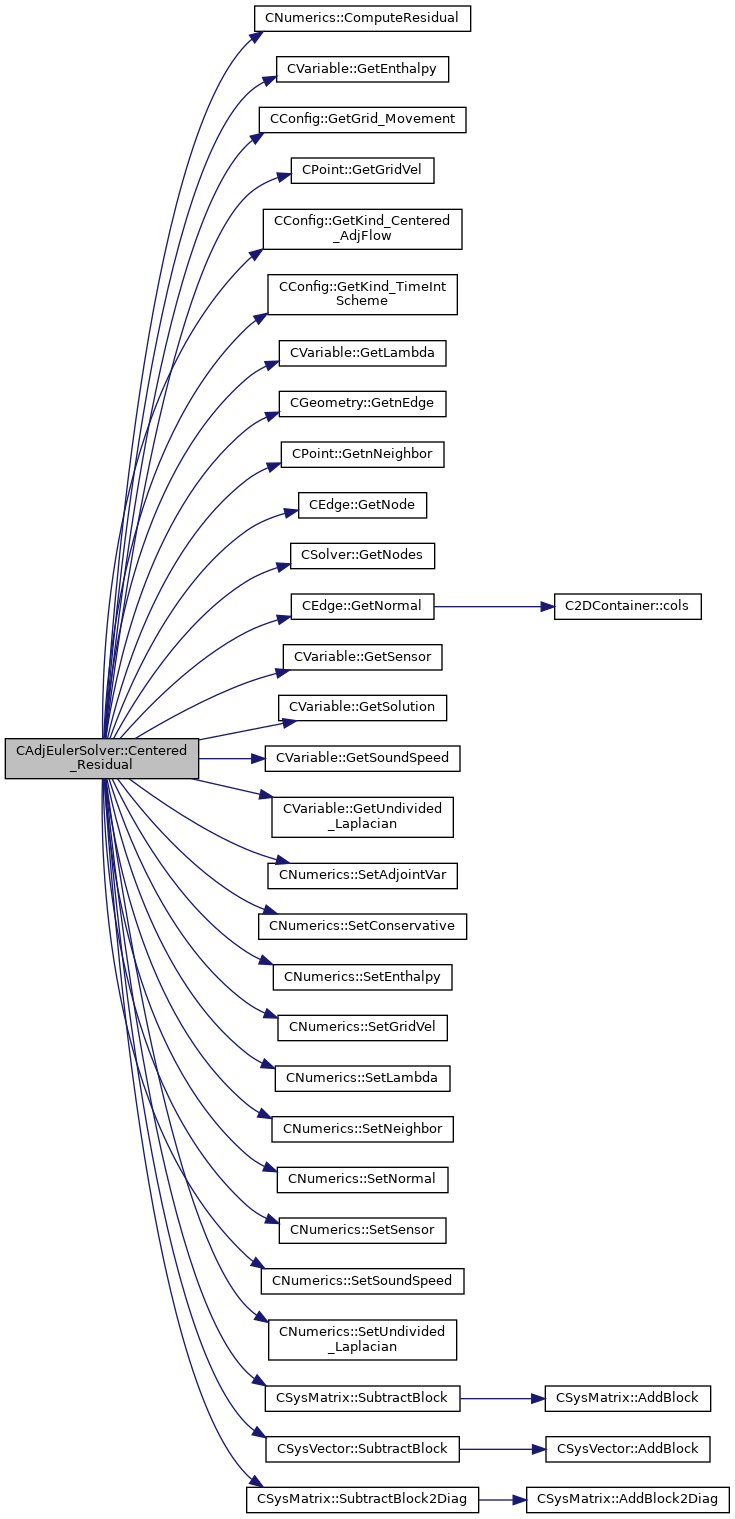 CNumerics::ComputeResidual
CVariable::GetEnthalpy
CConfig::GetGrid_Movement
CPoint::GetGridVel
CConfig::GetKind_Centered
_AdjFlow
CConfig::GetKind_TimeInt
Scheme
CVariable::GetLambda
CGeometry::GetnEdge
CPoint::GetnNeighbor
CEdge::GetNode
CSolver::GetNodes
CEdge::GetNormal
C2DContainer::cols
CVariable::GetSensor
CVariable::GetSolution
CAdjEulerSolver::Centered
_Residual
CVariable::GetSoundSpeed
CVariable::GetUndivided
_Laplacian
CNumerics::SetAdjointVar
CNumerics::SetConservative
CNumerics::SetEnthalpy
CNumerics::SetGridVel
CNumerics::SetLambda
CNumerics::SetNeighbor
CNumerics::SetNormal
CNumerics::SetSensor
CNumerics::SetSoundSpeed
CNumerics::SetUndivided
_Laplacian
CSysMatrix::SubtractBlock
CSysMatrix::AddBlock
CSysVector::SubtractBlock
CSysVector::AddBlock
CSysMatrix::SubtractBlock2Diag
CSysMatrix::AddBlock2Diag